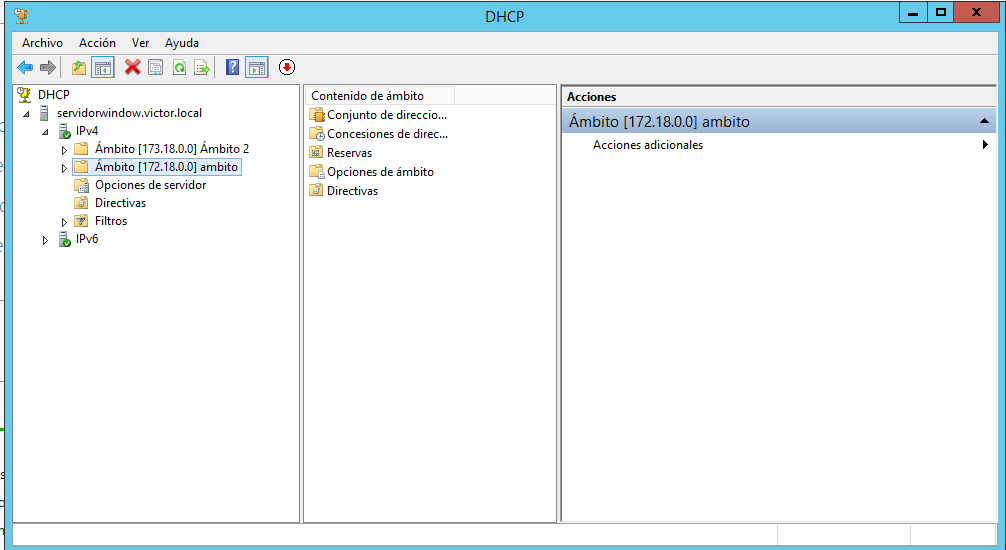 DHCP
Archivo Acción Ver Ayuda
DHCP
servidorwindow.victor.local
IPv4
Ámbito [173.18.0.0] Ámbito 2
Ámbito [172.18.0.0] ambito
Opciones de servidor
Directivas
Filtros
IPv6
Contenido de ámbito
Conjunto de direccio...
Concesiones de direc...
Reservas
Opciones de ámbito
Directivas
Acciones
Ámbito [172.18.0.0] ambito
Acciones adicionales